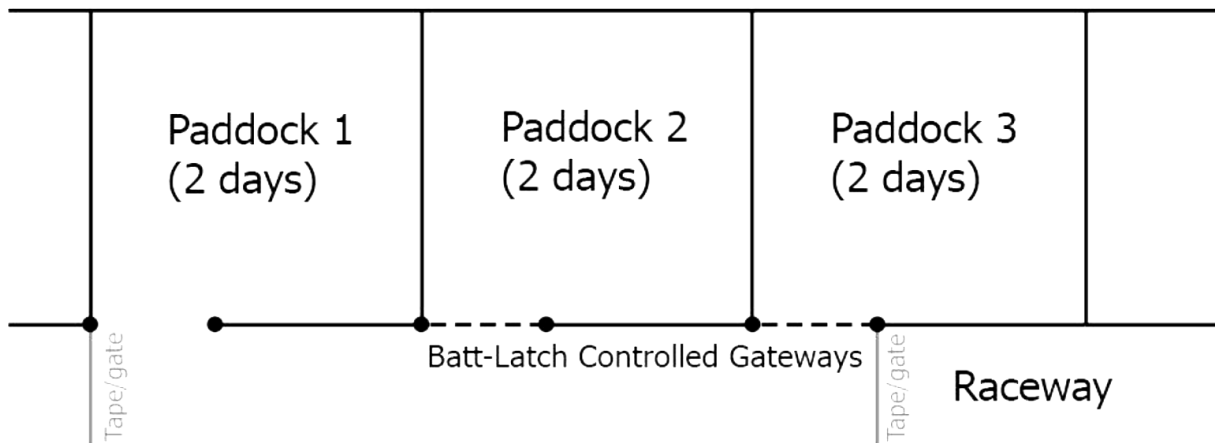 Paddock 1
(2 days)
Paddock 2
(2 days)
Paddock 3
(2 days)
Tape/gate
Batt-Latch Controlled Gateways
Tape/gate
Raceway